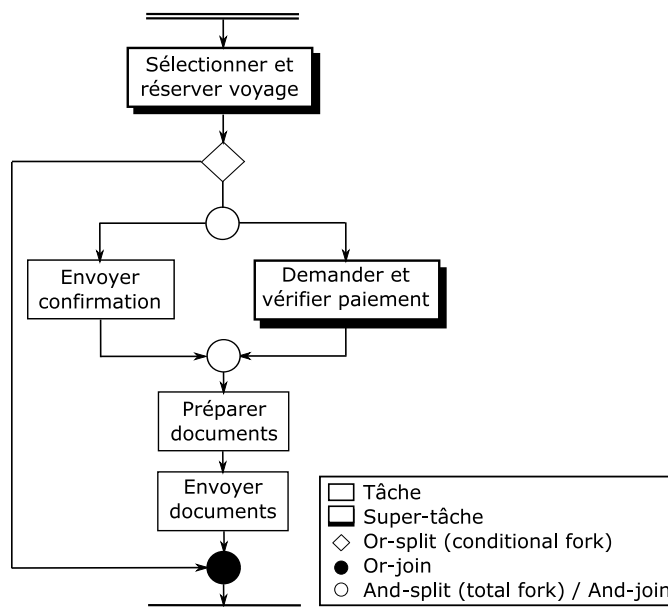 Sélectionner et
réserver voyage
Envoyer
confirmation
Demander et
vérifier paiement
Préparer
documents
Envoyer
documents
Tâche
Super-tâche
Or-split (conditional fork)
Or-join
And-split (total fork) / And-join